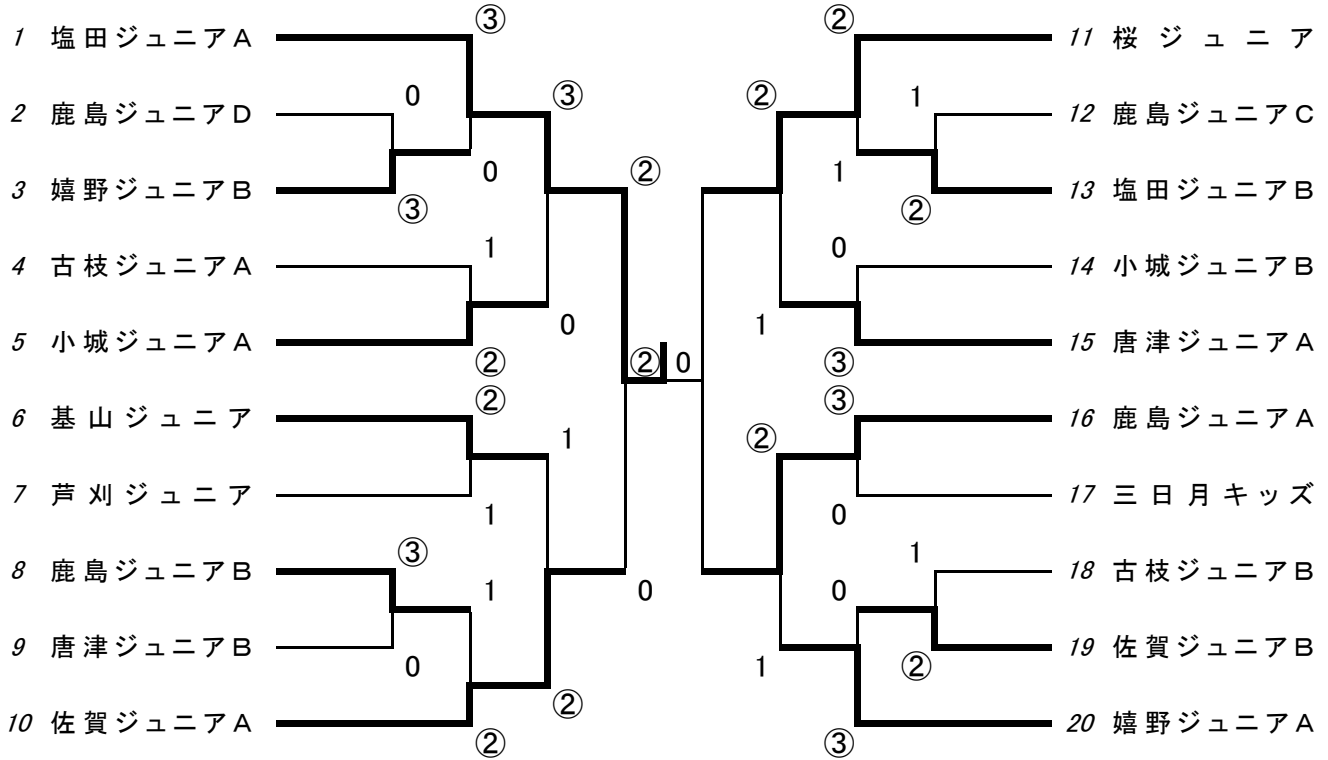 ③ ②
1 塩田ジュニアA 11 桜ジュニア
0 ③ ② 1
2 鹿島ジュニアD 12 鹿島ジュニアC
0 ② 1
3 嬉野ジュニアB 13 塩田ジュニアB
③ ②
1 0
4 古枝ジュニアA 14 小城ジュニアB
0 1
5 小城ジュニアA 15 唐津ジュニアA
② ② 0 ③
② ③
6 基山ジュニア 16 鹿島ジュニアA
1 ②
7 芦刈ジュニア 17 三日月キッズ
1 0
③ 1
8 鹿島ジュニアB 18 古枝ジュニアB
1 0 0
9 唐津ジュニアB 19 佐賀ジュニアB
0 1 ②
② 
10 佐賀ジュニアA 20 嬉野ジュニアA
② ③